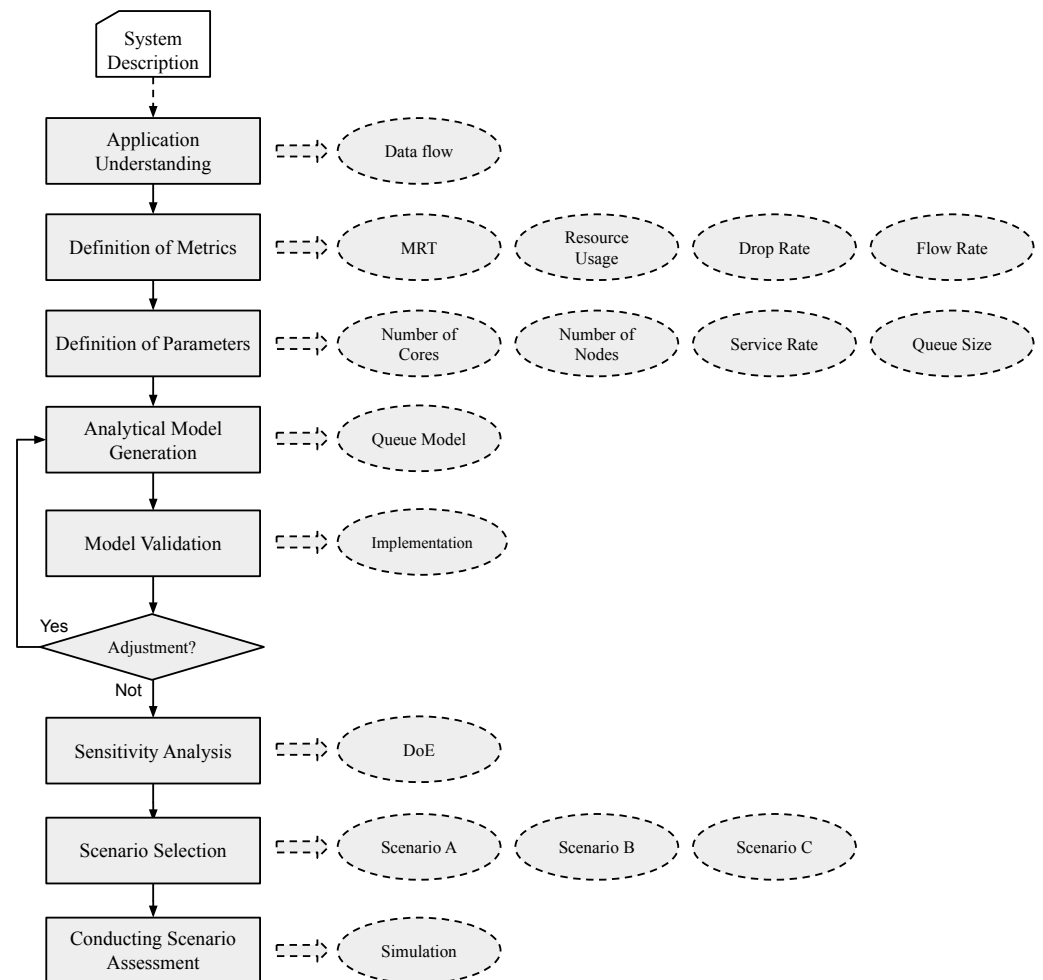 System
Description
Application
Understanding
Data flow
Definition of Metrics
MRT
Resource
Usage
Drop Rate
Flow Rate
Definition of Parameters
Number of
Cores
Number of
Nodes
Service Rate
Queue Size
Analytical Model
Generation
Queue Model
Model Validation
Implementation
Yes
Adjustment?
Not
Sensitivity Analysis
DoE
Scenario Selection
Scenario A
Scenario B
Scenario C
Conducting Scenario
Assessment
Simulation